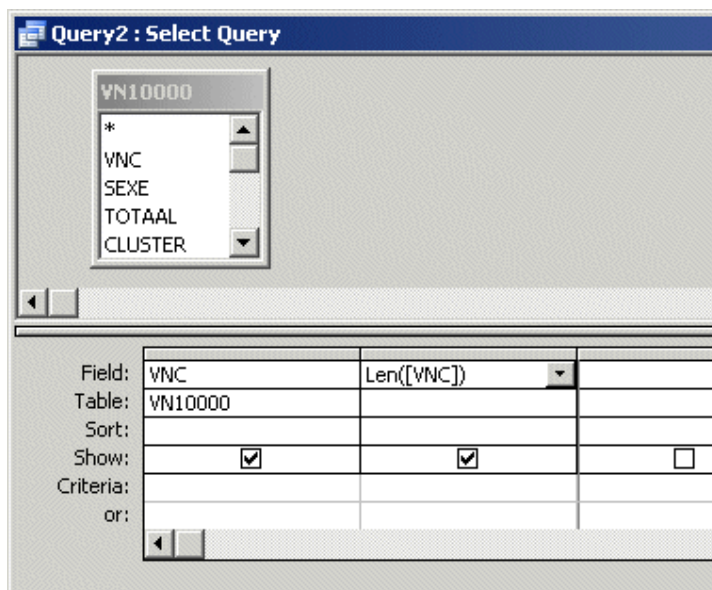 Query2 : Select Query
VN10000
*
VNC
SEXE
TOTAAL
CLUSTER
Field: VNC Len([VNC])
Table: VN10000
Sort:
Show:
Criteria:
or: